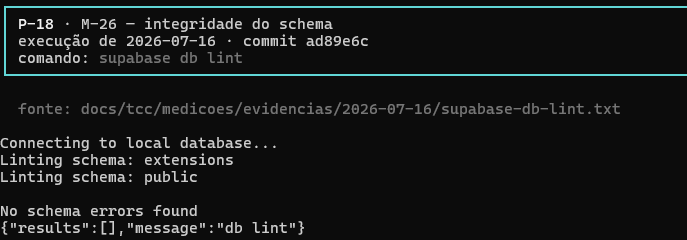 P-18 · M-26 — integridade do schema
execução de 2026-07-16 · commit ad89e6c
comando: supabase db lint
fonte: docs/tcc/medicoes/evidencias/2026-07-16/supabase-db-lint.txt
Connecting to local database...
Linting schema: extensions
Linting schema: public
No schema errors found
{"results":[],"message":"db lint"}